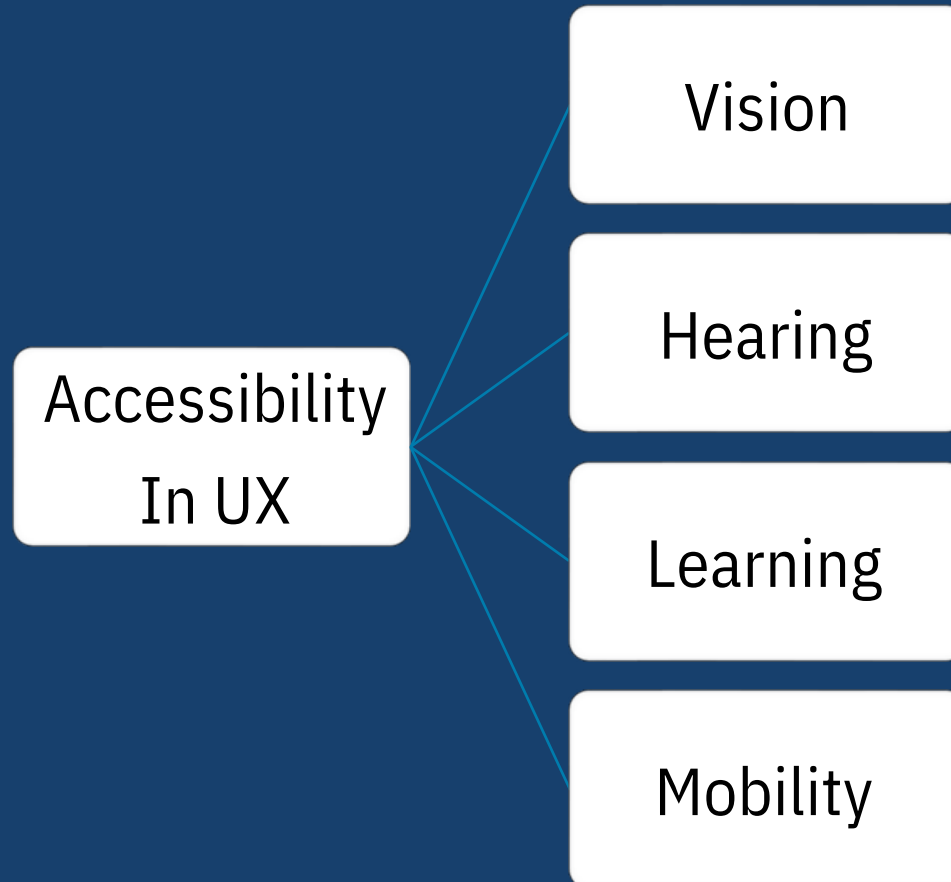 Accessibility
In UX
Vision
Hearing
Learning
Mobility